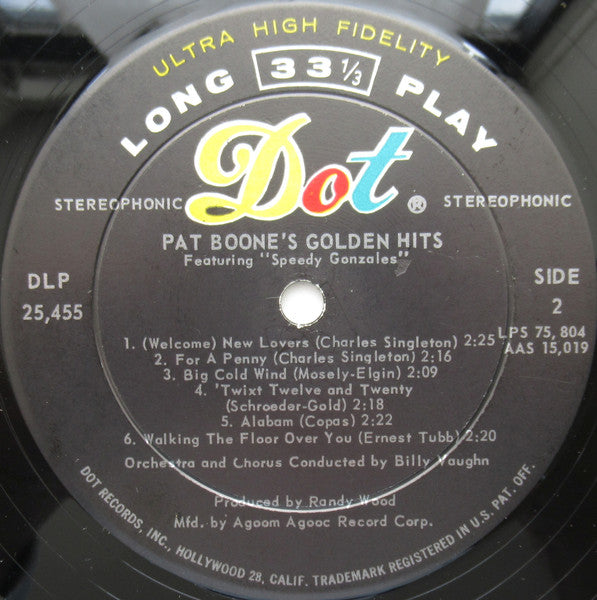 ULTRA HIGH FIDELITY
LONG 33 1/3 PLAY
Dot ®
STEREOPHONIC STEREOPHONIC
PAT BOONE'S GOLDEN HITS
Featuring "Speedy Gonzales"
DLP
25,455
SIDE
2
1. (Welcome) New Lovers (Charles Singleton) 2:25
LPS 75, 804
2. For A Penny (Charles Singleton) 2:16
AAS 15,019
3. Big Cold Wind (Mosely-Elgin) 2:09
4. 'Twixt Twelve and Twenty
(Schroeder-Gold) 2:18
5. Alabam (Copas) 2:22
6. Walking The Floor Over You (Ernest Tubb) 2:20
Orchestra and Chorus Conducted by Billy Vaughn
Produced by Randy Wood
Mfd. by Agoom Agooc Record Corp.
DOT RECORDS, INC., HOLLYWOOD 28, CALIF. TRADEMARK REGISTERED IN U.S. PAT. OFF.